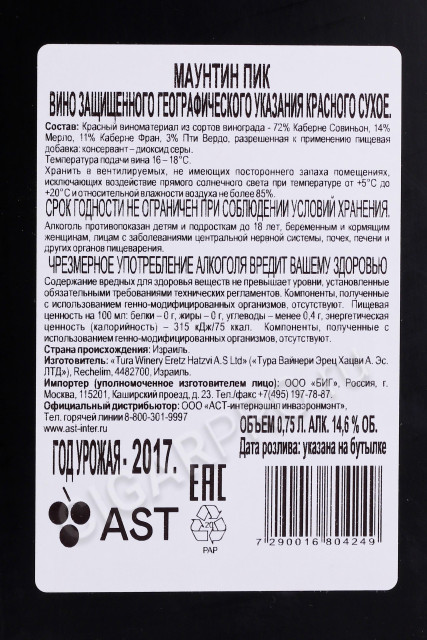 МАУНТИН ПИК
ВИНО ЗАЩИЩЕННОГО ГЕОГРАФИЧЕСКОГО УКАЗАНИЯ КРАСНОГО СУХОЕ.
Состав: Красный виноматериал из сортов винограда - 72% Каберне Совиньон, 14%
Мерло, 11% Каберне Фран, 3% Пти Вердо, разрешенная к применению пищевая
добавка: консервант – диоксид серы.
Температура подачи вина 16 – 18°С.
Хранить в вентилируемых, не имеющих постороннего запаха помещениях,
исключающих воздействие прямого солнечного света при температуре от +5°С до
+20°С и относительной влажности воздуха не более 85%.
СРОК ГОДНОСТИ НЕ ОГРАНИЧЕН ПРИ СОБЛЮДЕНИИ УСЛОВИЙ ХРАНЕНИЯ.
Алкоголь противопоказан детям и подросткам до 18 лет, беременным и кормящим
женщинам, лицам с заболеваниями центральной нервной системы, почек, печени и
других органов пищеварения.
ЧРЕЗМЕРНОЕ УПОТРЕБЛЕНИЕ АЛКОГОЛЯ ВРЕДИТ ВАШЕМУ ЗДОРОВЬЮ
Содержание вредных для здоровья веществ не превышает уровни, установленные
обязательными требованиями технических регламентов. Компоненты, полученные
с использованием генно-модифицированных организмов, отсутствуют. Пищевая
ценность на 100 мл: белки – 0 г, жиры – 0 г, углеводы – менее 0,4 г, энергетическая
ценность (калорийность) – 315 кДж/75 ккал. Компоненты, полученные с
использованием генно-модифицированных организмов, отсутствуют.
Страна происхождения: Израиль.
Изготовитель: «Tura Winery Eretz Hatzvi A.S Ltd» («Тура Вайнери Эрец Хацви А. Эс.
ЛТД»), Rechelim, 4482700, Израиль.
Импортер (уполномоченное изготовителем лицо): ООО «БИГ», Россия, г.
Москва, 115201, Каширский проезд, д. 23. Тел./факс +7(495) 197-78-87.
Официальный дистрибьютор: ООО «АСТ-интернэшнл инваэронмэнт»,
Тел. горячей линии 8-800-301-9997
www.ast-inter.ru
ОБЪЕМ 0,75 Л. АЛК. 14,6 % ОБ.
Дата розлива: указана на бутылке
ГОД УРОЖАЯ - 2017.
EAC
AST
PAP
7 290016 804249